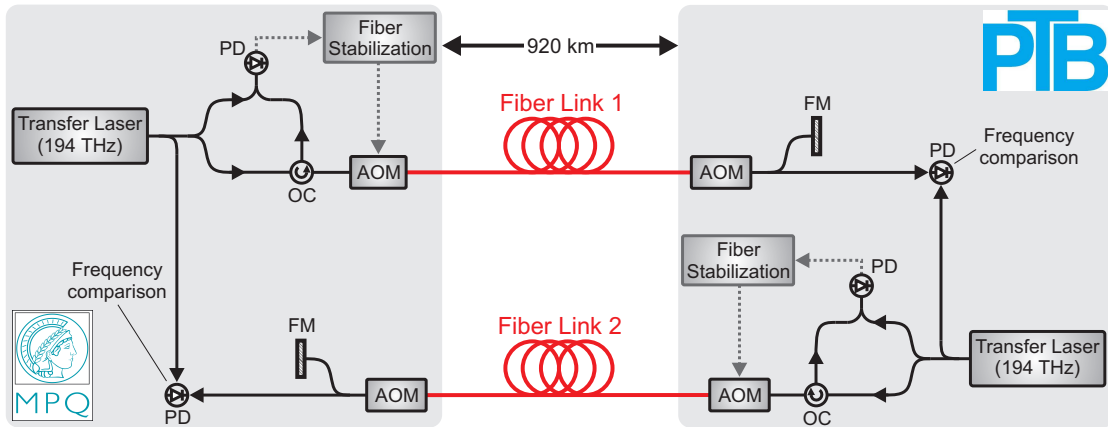 PD
Fiber
Stabilization
920 km
PTB
Transfer Laser
(194 THz)
OC
AOM
Fiber Link 1
AOM
FM
PD
Frequency
comparison
Frequency
comparison
MPQ
PD
FM
AOM
Fiber Link 2
Fiber
Stabilization
AOM
PD
OC
Transfer Laser
(194 THz)